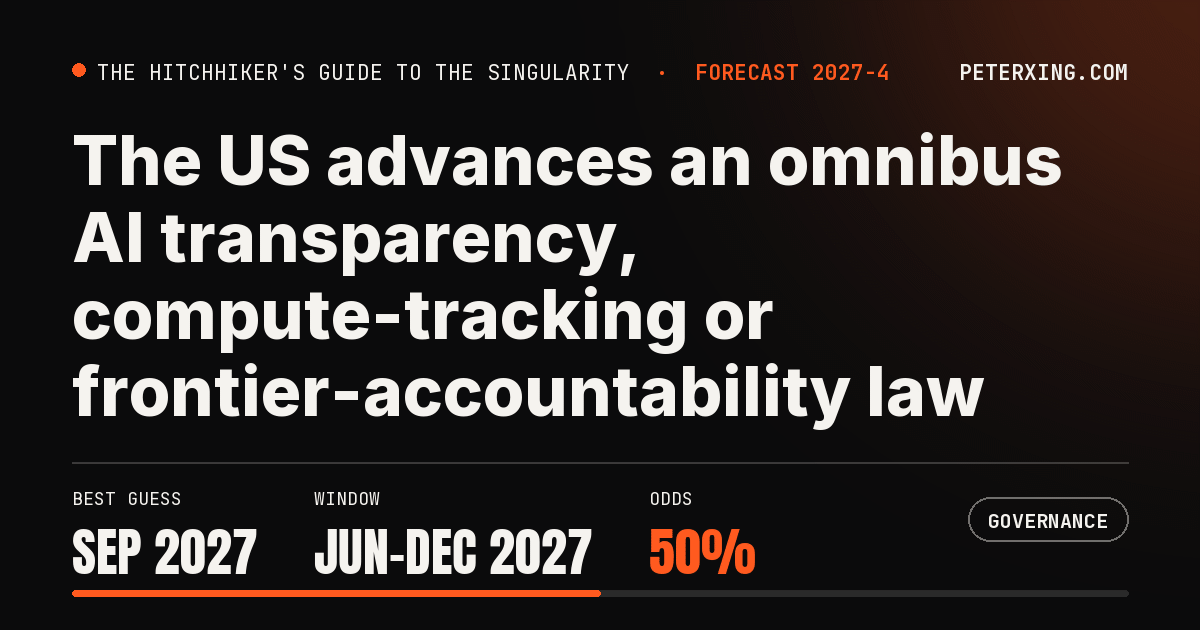 THE HITCHHIKER'S GUIDE TO THE SINGULARITY · FORECAST 2027-4 PETERXING.COM
The US advances an omnibus
AI transparency,
compute-tracking or
frontier-accountability law
BEST GUESS WINDOW ODDS
SEP 2027 JUN-DEC 2027 50%
GOVERNANCE